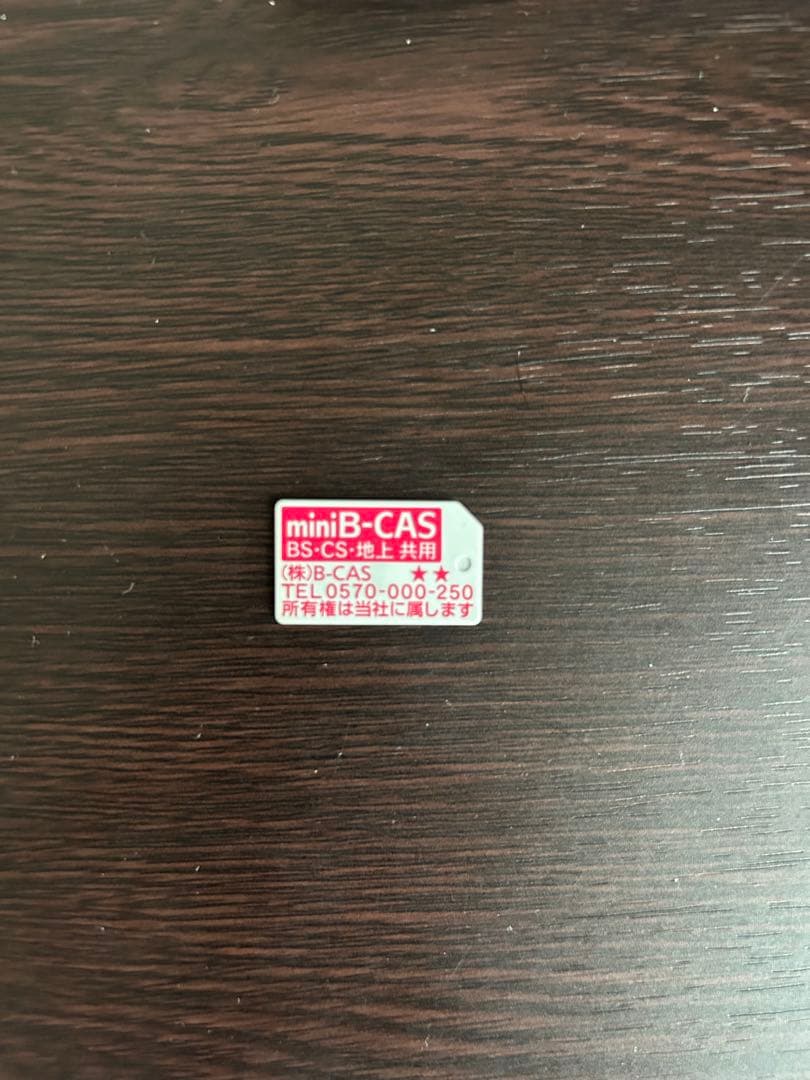 miniB-CAS
BS・CS・地上 共用
(株)B-CAS ★★
TEL 0570-000-250
所有権は当社に属します